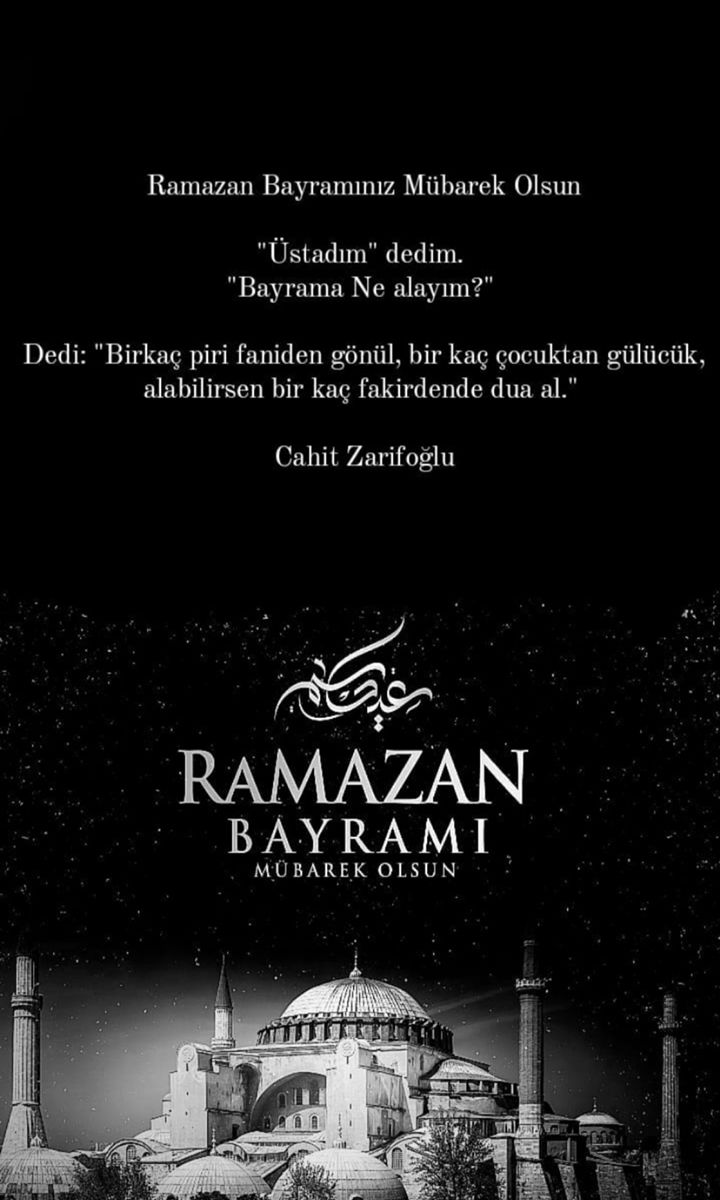 Ramazan Bayramınız Mübarek Olsun
"Üstadım" dedim.
"Bayrama Ne alayım?"
Dedi: "Birkaç piri faniden gönül, bir kaç çocuktan gülücük,
alabilirsen bir kaç fakirdende dua al."
Cahit Zarifoğlu
عيدكم
RAMAZAN
BAYRAMI
MÜBAREK OLSUN